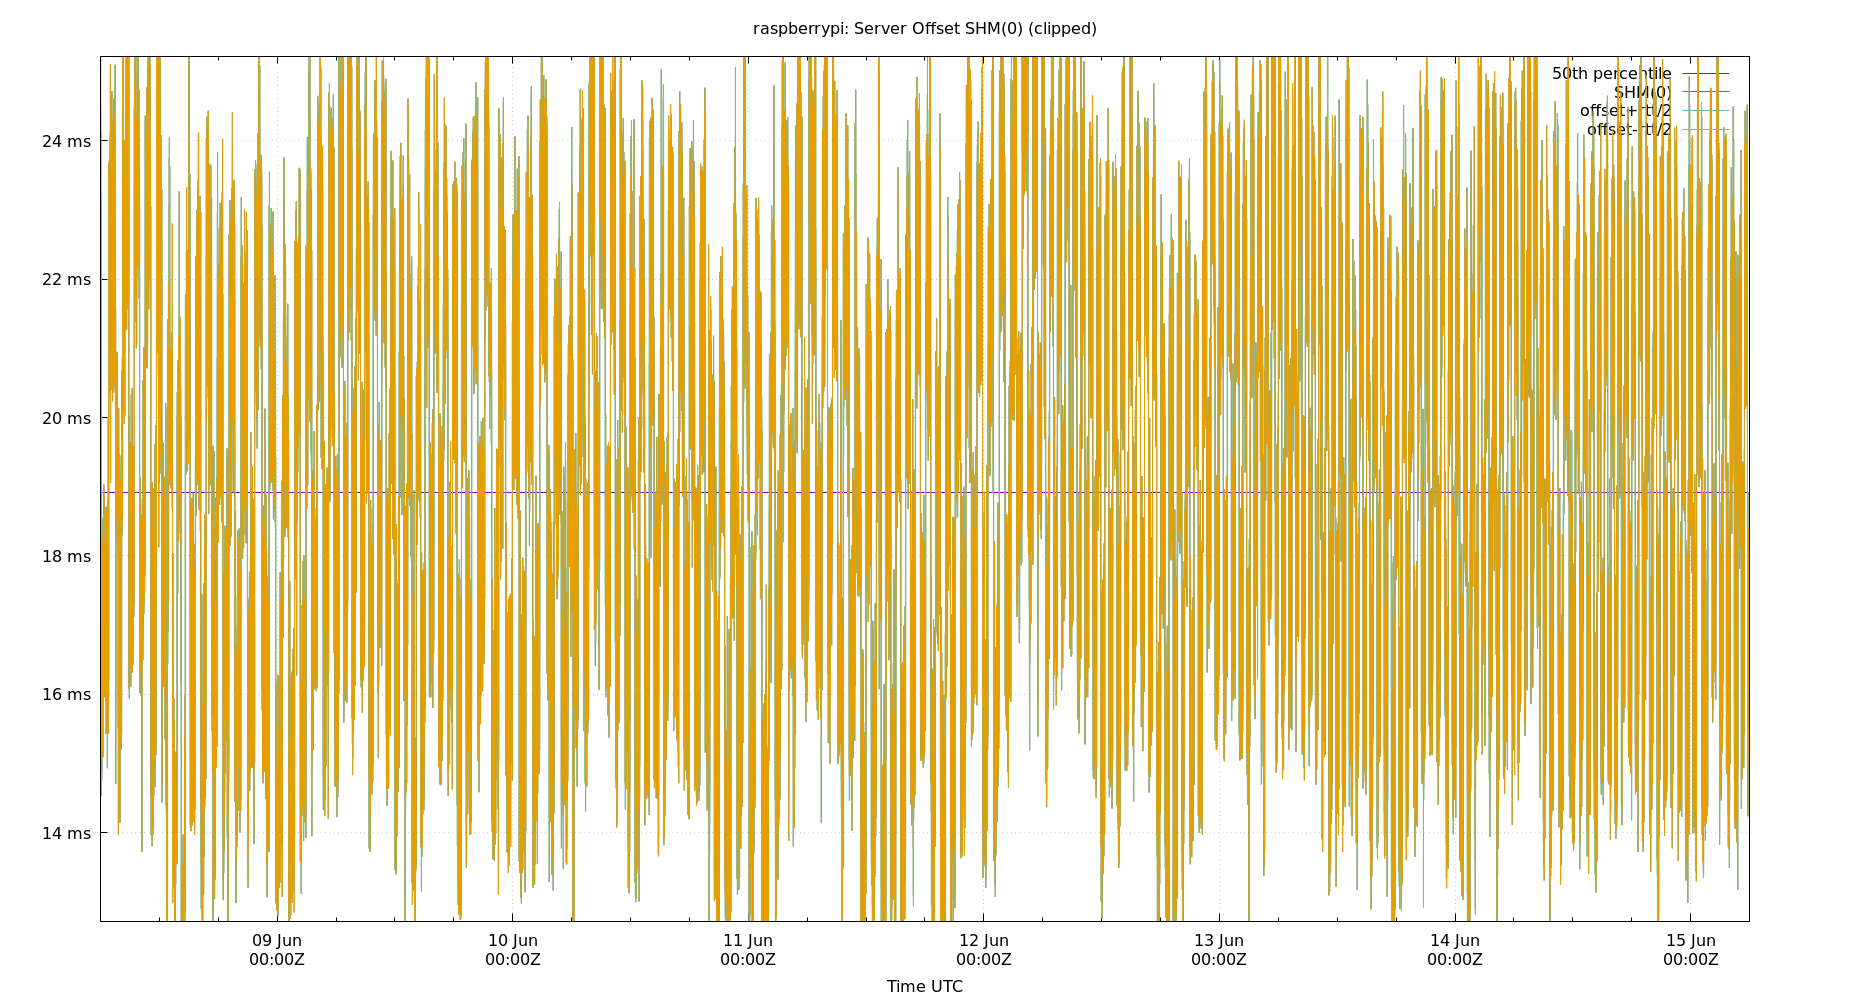 raspberrypi: Server Offset SHM(0) (clipped)
50th percentile
SHM(0)
offset+rtt/2
offset-rtt/2
24 ms
22 ms
20 ms
18 ms
16 ms
14 ms
09 Jun
00:00Z
10 Jun
00:00Z
11 Jun
00:00Z
12 Jun
00:00Z
13 Jun
00:00Z
14 Jun
00:00Z
15 Jun
00:00Z
Time UTC